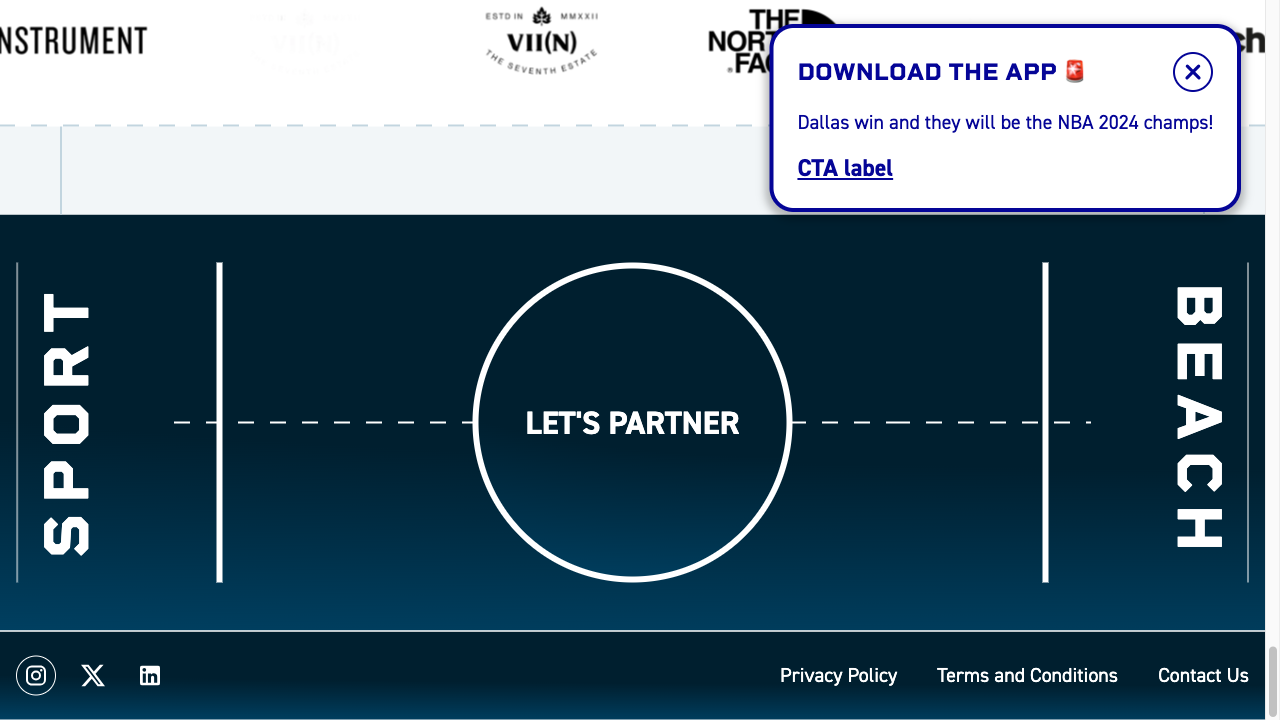 NSTRUMENT
ESTD IN MMXXII
VII(N)
THE SEVENTH ESTATE
THE
NORT
FAC
ch
DOWNLOAD THE APP 🚨
Dallas win and they will be the NBA 2024 champs!
CTA label
SPORT
LET'S PARTNER
BEACH
Privacy Policy
Terms and Conditions
Contact Us